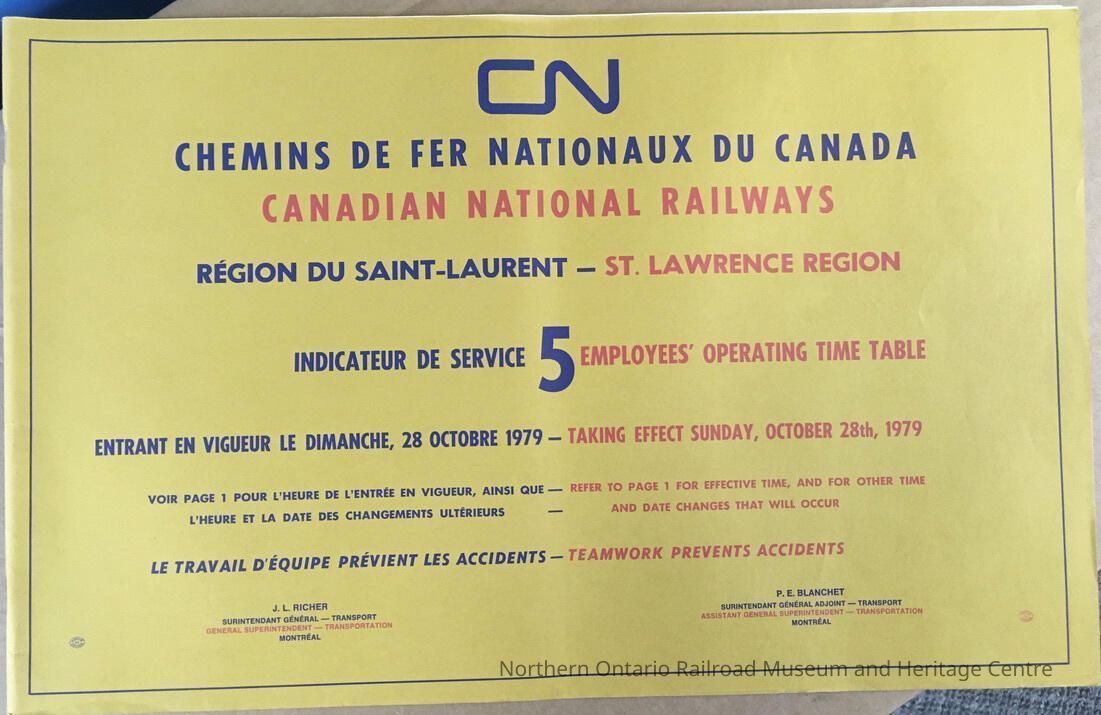 CN
CHEMINS DE FER NATIONAUX DU CANADA
CANADIAN NATIONAL RAILWAYS
RÉGION DU SAINT-LAURENT — ST. LAWRENCE REGION
INDICATEUR DE SERVICE 5 EMPLOYEES' OPERATING TIME TABLE
ENTRANT EN VIGUEUR LE DIMANCHE, 28 OCTOBRE 1979 — TAKING EFFECT SUNDAY, OCTOBER 28th, 1979
VOIR PAGE 1 POUR L'HEURE DE L'ENTRÉE EN VIGUEUR, AINSI QUE — REFER TO PAGE 1 FOR EFFECTIVE TIME, AND FOR OTHER TIME
L'HEURE ET LA DATE DES CHANGEMENTS ULTÉRIEURS — AND DATE CHANGES THAT WILL OCCUR
LE TRAVAIL D'ÉQUIPE PRÉVIENT LES ACCIDENTS — TEAMWORK PREVENTS ACCIDENTS
J. L. RICHER
SURINTENDANT GÉNÉRAL — TRANSPORT
GENERAL SUPERINTENDENT — TRANSPORTATION
MONTRÉAL
P. E. BLANCHET
SURINTENDANT GÉNÉRAL ADJOINT — TRANSPORT
ASSISTANT GENERAL SUPERINTENDENT — TRANSPORTATION
MONTRÉAL
Northern Ontario Railroad Museum and Heritage Centre